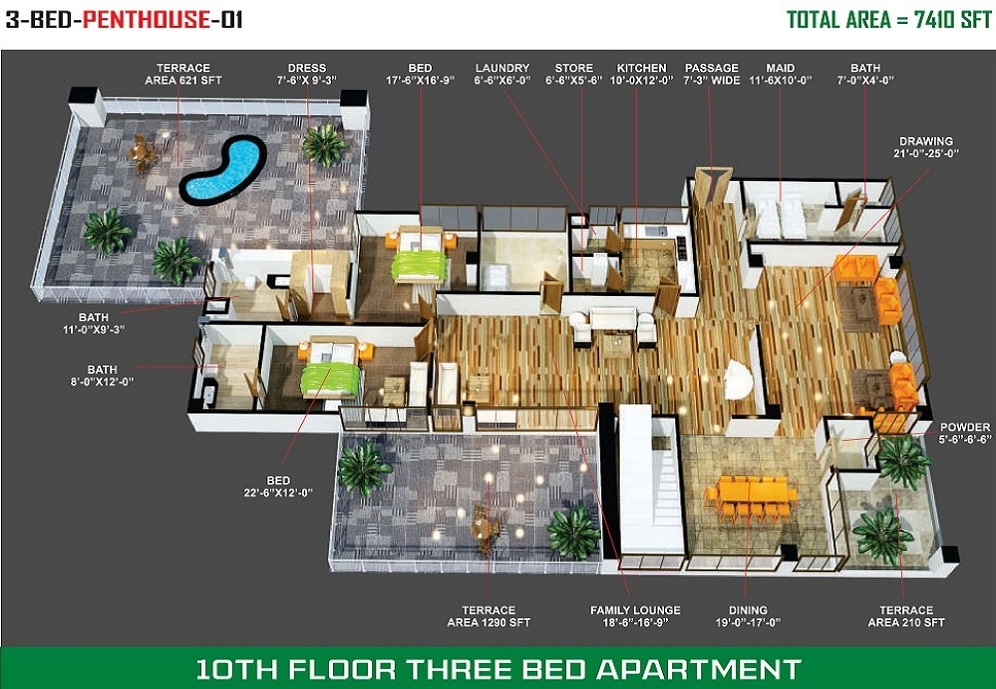 3-BED-PENTHOUSE-01
TOTAL AREA = 7410 SFT
TERRACE
AREA 621 SFT
DRESS
7'-6"X 9'-3"
BED
17'-6"X16'-9"
LAUNDRY
6'-6"X6'-0"
STORE
6'-6"X5'-6"
KITCHEN
10'-0X12'-0"
PASSAGE
7'-3" WIDE
MAID
11'-6X10'-0"
BATH
7'-0"X4'-0"
DRAWING
21'-0"-25'-0"
BATH
11'-0"X9'-3"
BATH
8'-0"X12'-0"
BED
22'-6"X12'-0"
POWDER
5'-6"-6'-6"
TERRACE
AREA 1290 SFT
FAMILY LOUNGE
18'-6"-16'-9"
DINING
19'-0"-17'-0"
TERRACE
AREA 210 SFT
10TH FLOOR THREE BED APARTMENT